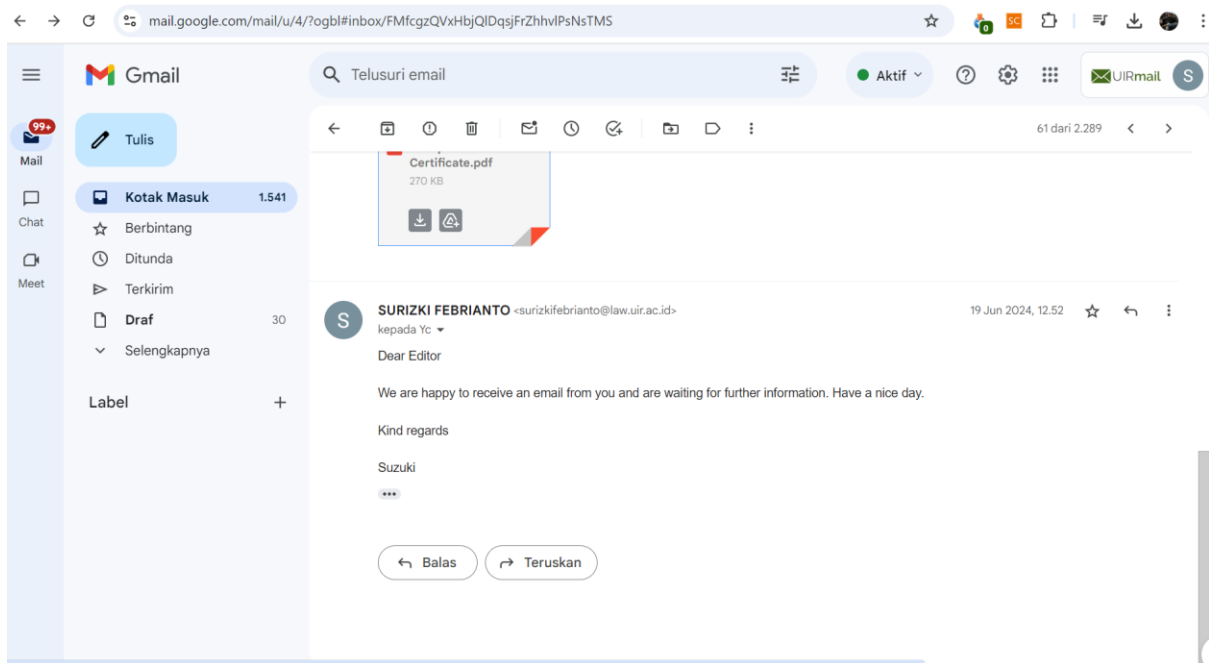 mail.google.com/mail/u/4/?ogbl#inbox/FMfcgzQVxHbjQlDqsjFrZhhvlPsNsTMS
0
SC
Gmail
Telusuri email
Aktif
UIRmail
S
99+
Mail
Tulis
61 dari 2.289
Certificate.pdf
270 KB
Kotak Masuk 1.541
Chat
Berbintang
Ditunda
Meet
Terkirim
Draf 30
Selengkapnya
Label +
S
SURIZKI FEBRIANTO <surizkifebrianto@law.uir.ac.id> 19 Jun 2024, 12.52
kepada Yc
Dear Editor
We are happy to receive an email from you and are waiting for further information. Have a nice day.
Kind regards
Suzuki
Balas Teruskan